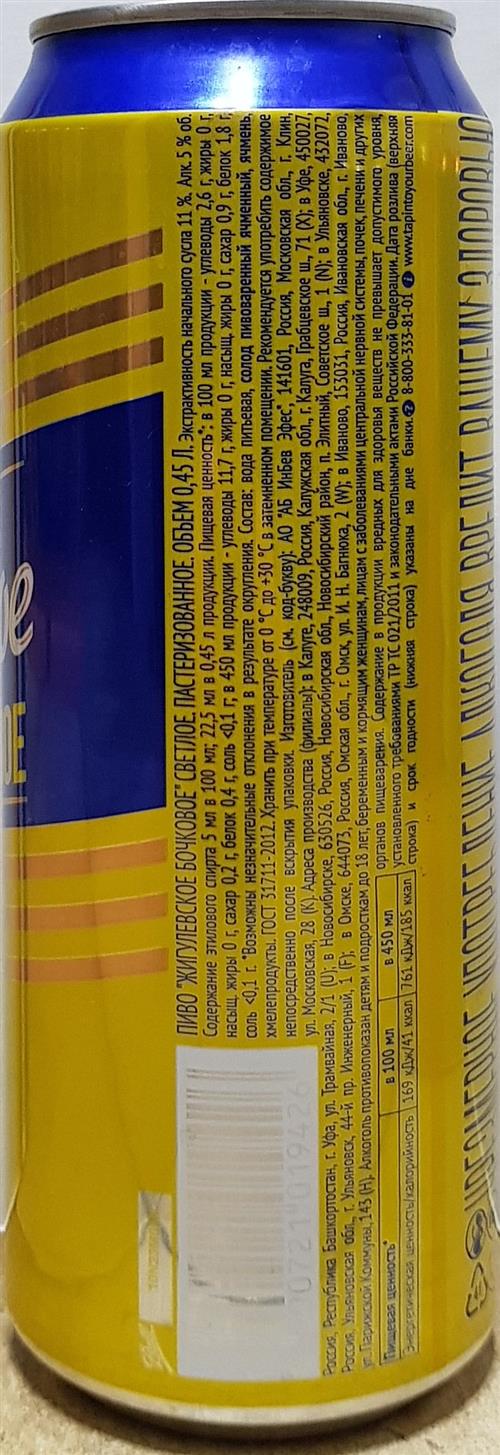 ПИВО "ЖИГУЛЕВСКОЕ БОЧКОВОЕ" СВЕТЛОЕ, ПАСТЕРИЗОВАННОЕ. ОБЪЕМ 0,45 Л. Экстрактивность начального сусла 11 %. Алк. 5 % об.
Содержание этилового спирта 5 мл в 100 мл; 22,5 мл в 0,45 л продукции. Пищевая ценность*: в 100 мл продукции - углеводы 2,6 г, жиры 0 г,
насыщ. жиры 0 г, сахар 0,2 г, белок 0,4 г, соль <0,1 г, в 450 мл продукции - углеводы 11,7 г, жиры 0 г, насыщ. жиры 0 г, сахар 0,9 г, белок 1,8 г,
соль <0,1 г. *Возможны незначительные отклонения в результате округления. Состав: вода питьевая, солод пивоваренный ячменный, ячмень,
хмелепродукты. ГОСТ 31711-2012. Хранить при температуре от 0 °C до +30 °C в затемненном помещении. Рекомендуется употребить содержимое
непосредственно после вскрытия упаковки. Изготовитель (см. код-букву): АО "АБ ИнБев Эфес", 141601, Россия, Московская обл., г. Клин,
ул. Московская, 28 (K). Адреса производства (филиалы): в Калуге, 248009, Россия, Калужская обл., г. Калуга, Грабцевское ш., 71 (X); в Уфе, 450027,
Россия, Республика Башкортостан, г. Уфа, ул. Трамвайная, 2/1 (U); в Новосибирске, 630526, Россия, Новосибирская обл., Новосибирский район, п. Элитный, Советское ш., 1 (N); в Ульяновске, 432072,
Россия, Ульяновская обл., г. Ульяновск, 44-й пр. Инженерный, 1 (F); в Омске, 644073, Россия, Омская обл., г. Омск, ул. И. Н. Багнюка, 2 (W); в Иваново, 153031, Россия, Ивановская обл., г. Иваново,
ул. Парижской Коммуны, 143 (H). Алкоголь противопоказан детям и подросткам до 18 лет, беременным и кормящим женщинам, лицам с заболеваниями центральной нервной системы, почек, печени и других
органов пищеварения. Содержание в продукции вредных для здоровья веществ не превышает допустимого уровня,
установленного требованиями ТР ТС 021/2011 и законодательными актами Российской Федерации. Дата розлива (верхняя
строка) и срок годности (нижняя строка) указаны на дне банки. 8-800-333-81-01 www.tapintoyourbeer.com
Пищевая ценность* в 100 мл в 450 мл
Энергетическая ценность/калорийность 169 кДж/41 ккал 761 кДж/185 ккал
ЧРЕЗМЕРНОЕ УПОТРЕБЛЕНИЕ АЛКОГОЛЯ ВРЕДИТ ВАШЕМУ ЗДОРОВЬЮ